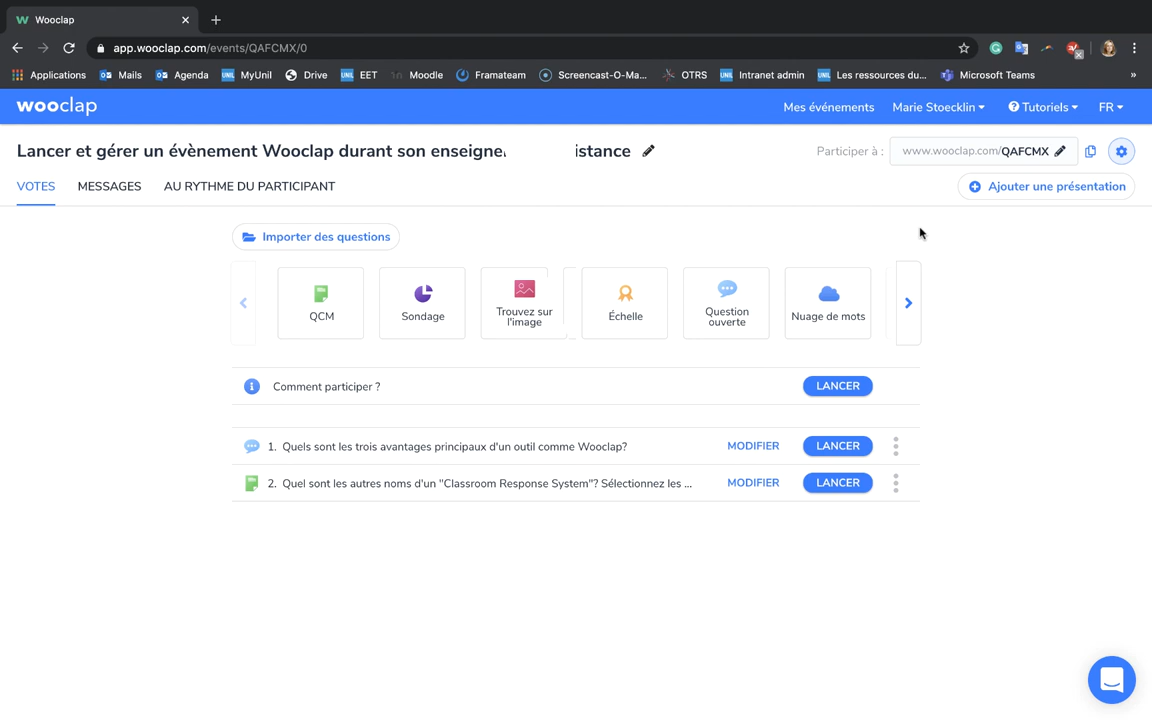 Wooclap
app.wooclap.com/events/QAFCMX/0
Applications Mails Agenda MyUnil Drive EET Moodle Framateam Screencast-O-Ma... OTRS Intranet admin Les ressources du... Microsoft Teams »
wooclap Mes événements Marie Stoecklin ? Tutoriels FR
Lancer et gérer un évènement Wooclap durant son istance Participer à : www.wooclap.com/QAFCMX
VOTES MESSAGES AU RYTHME DU PARTICIPANT Ajouter une présentation
Importer des questions
QCM
Sondage
Trouvez sur
l'image
Échelle
Question
ouverte
Nuage de mots
Comment participer ? LANCER
1. Quels sont les trois avantages principaux d'un outil comme Wooclap? MODIFIER LANCER
2. Quel sont les autres noms d'un "Classroom Response System"? Sélectionnez les ... MODIFIER LANCER